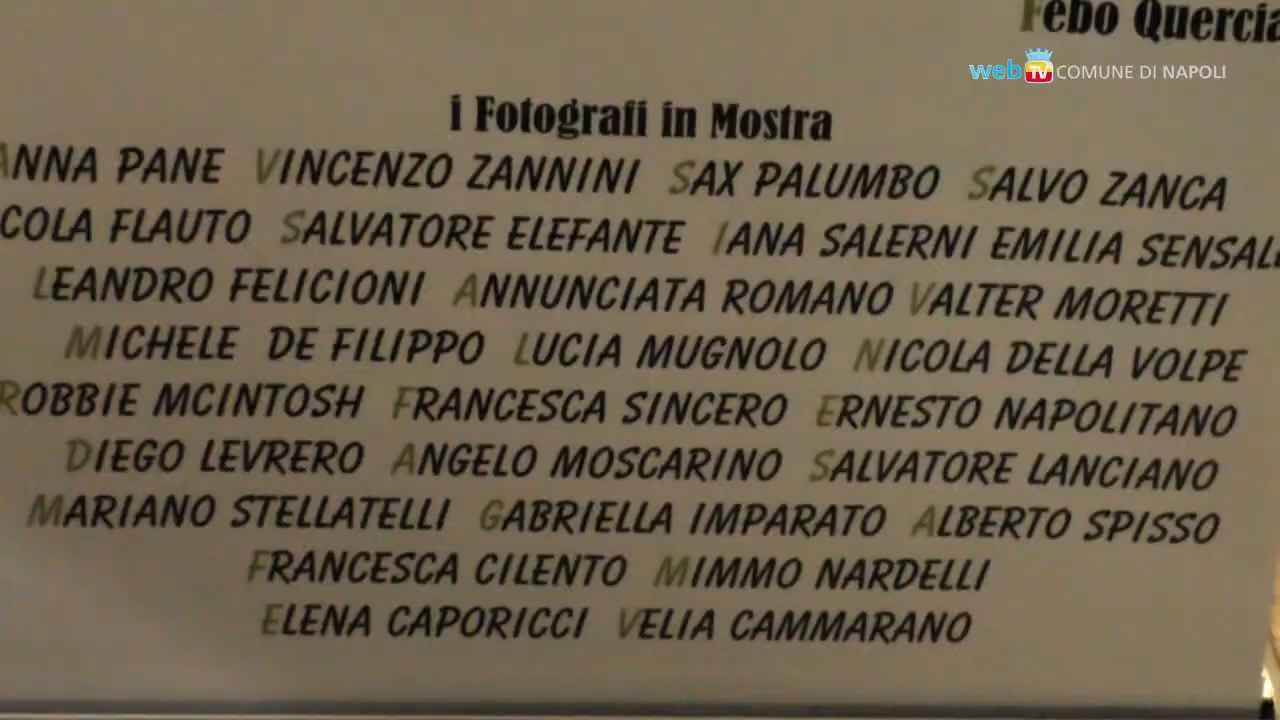 Febo Quercia
web TV COMUNE DI NAPOLI
i Fotografi in Mostra
ANNA PANE VINCENZO ZANNINI SAX PALUMBO SALVO ZANCA
COLA FLAUTO SALVATORE ELEFANTE IANA SALERNI EMILIA SENSAL
LEANDRO FELICIONI ANNUNCIATA ROMANO VALTER MORETTI
MICHELE DE FILIPPO LUCIA MUGNOLO NICOLA DELLA VOLPE
ROBBIE MCINTOSH FRANCESCA SINCERO ERNESTO NAPOLITANO
DIEGO LEVRERO ANGELO MOSCARINO SALVATORE LANCIANO
MARIANO STELLATELLI GABRIELLA IMPARATO ALBERTO SPISSO
FRANCESCA CILENTO MIMMO NARDELLI
ELENA CAPORICCI VELIA CAMMARANO